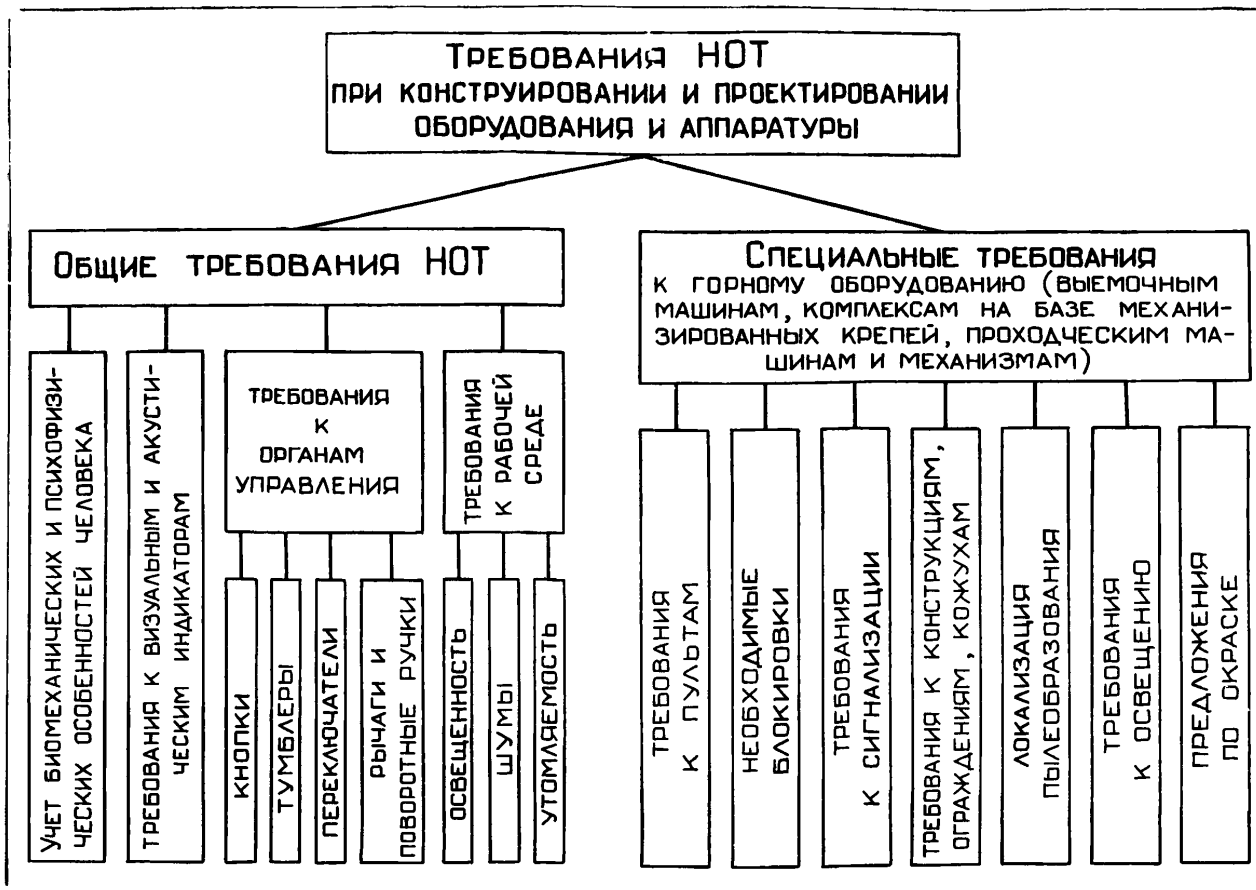 ТРЕБОВАНИЯ НОТ
ПРИ КОНСТРУИРОВАНИИ И ПРОЕКТИРОВАНИИ
ОБОРУДОВАНИЯ И АППАРАТУРЫ
ОБЩИЕ ТРЕБОВАНИЯ НОТ
УЧЕТ БИОМЕХАНИЧЕСКИХ И ПСИХОФИЗИ-
ЧЕСКИХ ОСОБЕННОСТЕЙ ЧЕЛОВЕКА
ТРЕБОВАНИЯ К ВИЗУАЛЬНЫМ И АКУСТИ-
ЧЕСКИМ ИНДИКАТОРАМ
ТРЕБОВАНИЯ
К
ОРГАНАМ
УПРАВЛЕНИЯ
КНОПКИ
ТУМБЛЕРЫ
ПЕРЕКЛЮЧАТЕЛИ
РЫЧАГИ И
ПОВОРОТНЫЕ РУЧКИ
ТРЕБОВАНИЯ
К РАБОЧЕЙ
СРЕДЕ
ОСВЕЩЕННОСТЬ
ШУМЫ
УТОМЛЯЕМОСТЬ
СПЕЦИАЛЬНЫЕ ТРЕБОВАНИЯ
К ГОРНОМУ ОБОРУДОВАНИЮ (ВЫЕМОЧНЫМ
МАШИНАМ, КОМПЛЕКСАМ НА БАЗЕ МЕХАНИ-
ЗИРОВАННЫХ КРЕПЕЙ, ПРОХОДЧЕСКИМ МА-
ШИНАМ И МЕХАНИЗМАМ)
ТРЕБОВАНИЯ
К ПУЛЬТАМ
НЕОБХОДИМЫЕ
БЛОКИРОВКИ
ТРЕБОВАНИЯ
К СИГНАЛИЗАЦИИ
ТРЕБОВАНИЯ К КОНСТРУКЦИЯМ,
ОГРАЖДЕНИЯМ, КОЖУХАМ
ЛОКАЛИЗАЦИЯ
ПЫЛЕОБРАЗОВАНИЯ
ТРЕБОВАНИЯ
К ОСВЕЩЕНИЮ
ПРЕДЛОЖЕНИЯ
ПО ОКРАСКЕ